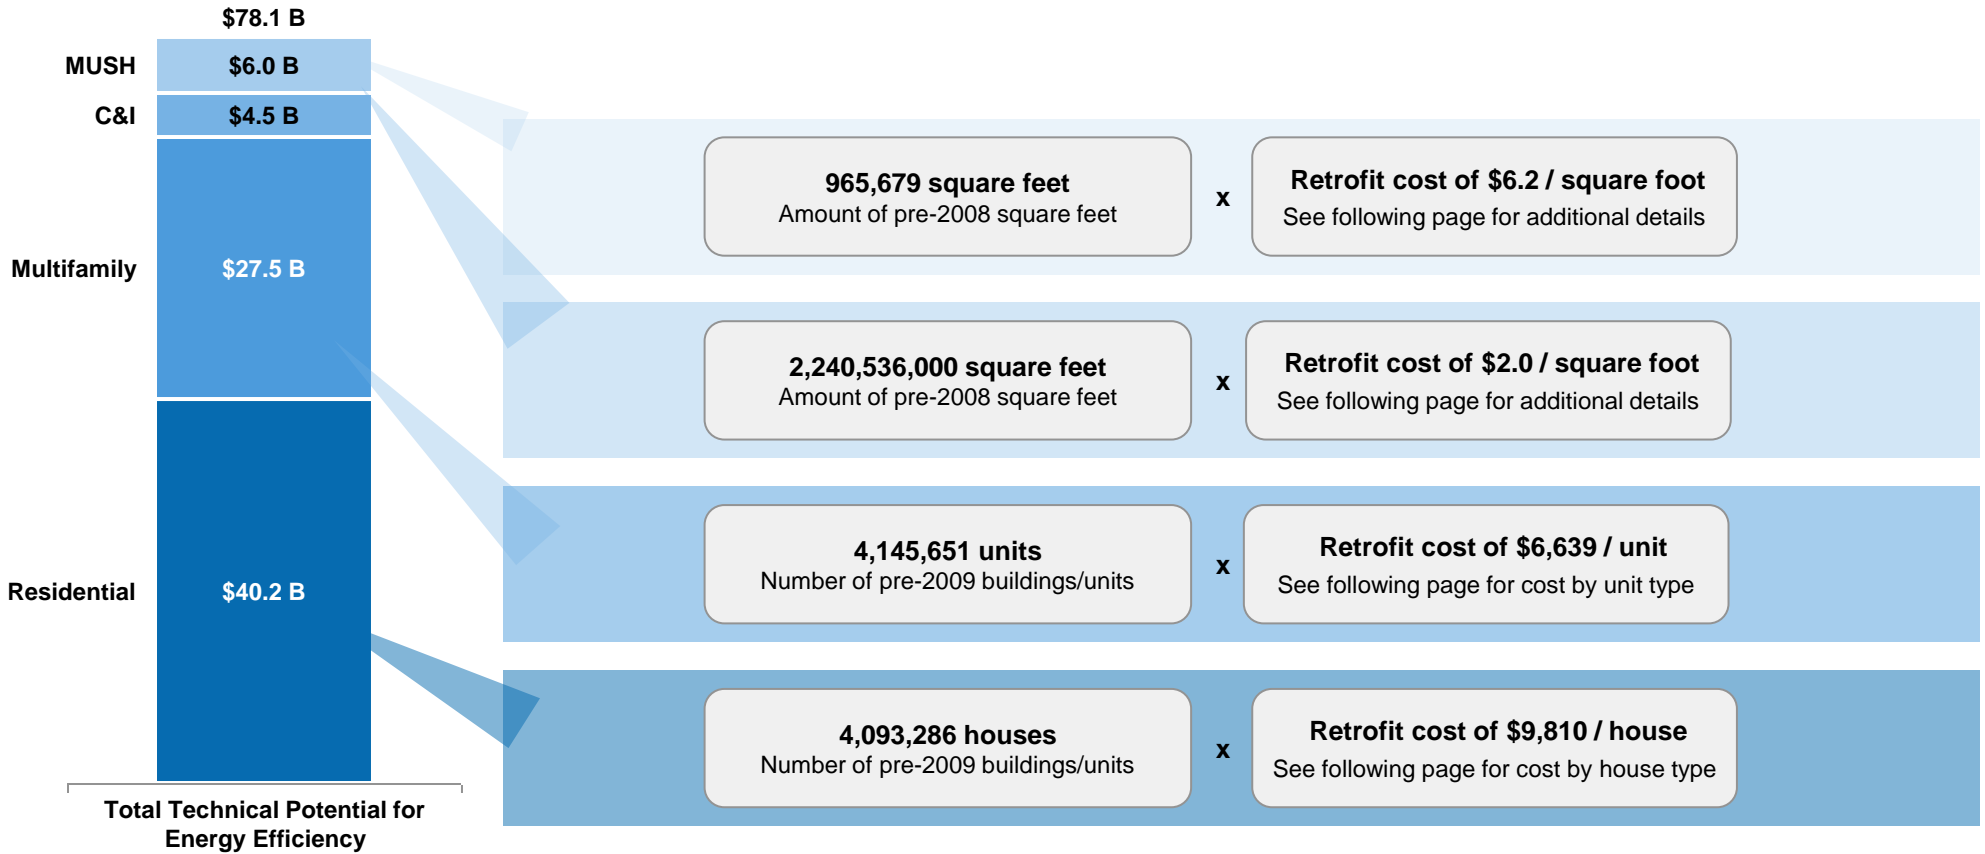 $78.1 B
MUSH
$6.0 B
C&I
$4.5 B
Multifamily
$27.5 B
Residential
$40.2 B
Total Technical Potential for
Energy Efficiency
965,679 square feet
Amount of pre-2008 square feet
x
Retrofit cost of $6.2 / square foot
See following page for additional details
2,240,536,000 square feet
Amount of pre-2008 square feet
x
Retrofit cost of $2.0 / square foot
See following page for additional details
4,145,651 units
Number of pre-2009 buildings/units
x
Retrofit cost of $6,639 / unit
See following page for cost by unit type
4,093,286 houses
Number of pre-2009 buildings/units
x
Retrofit cost of $9,810 / house
See following page for cost by house type